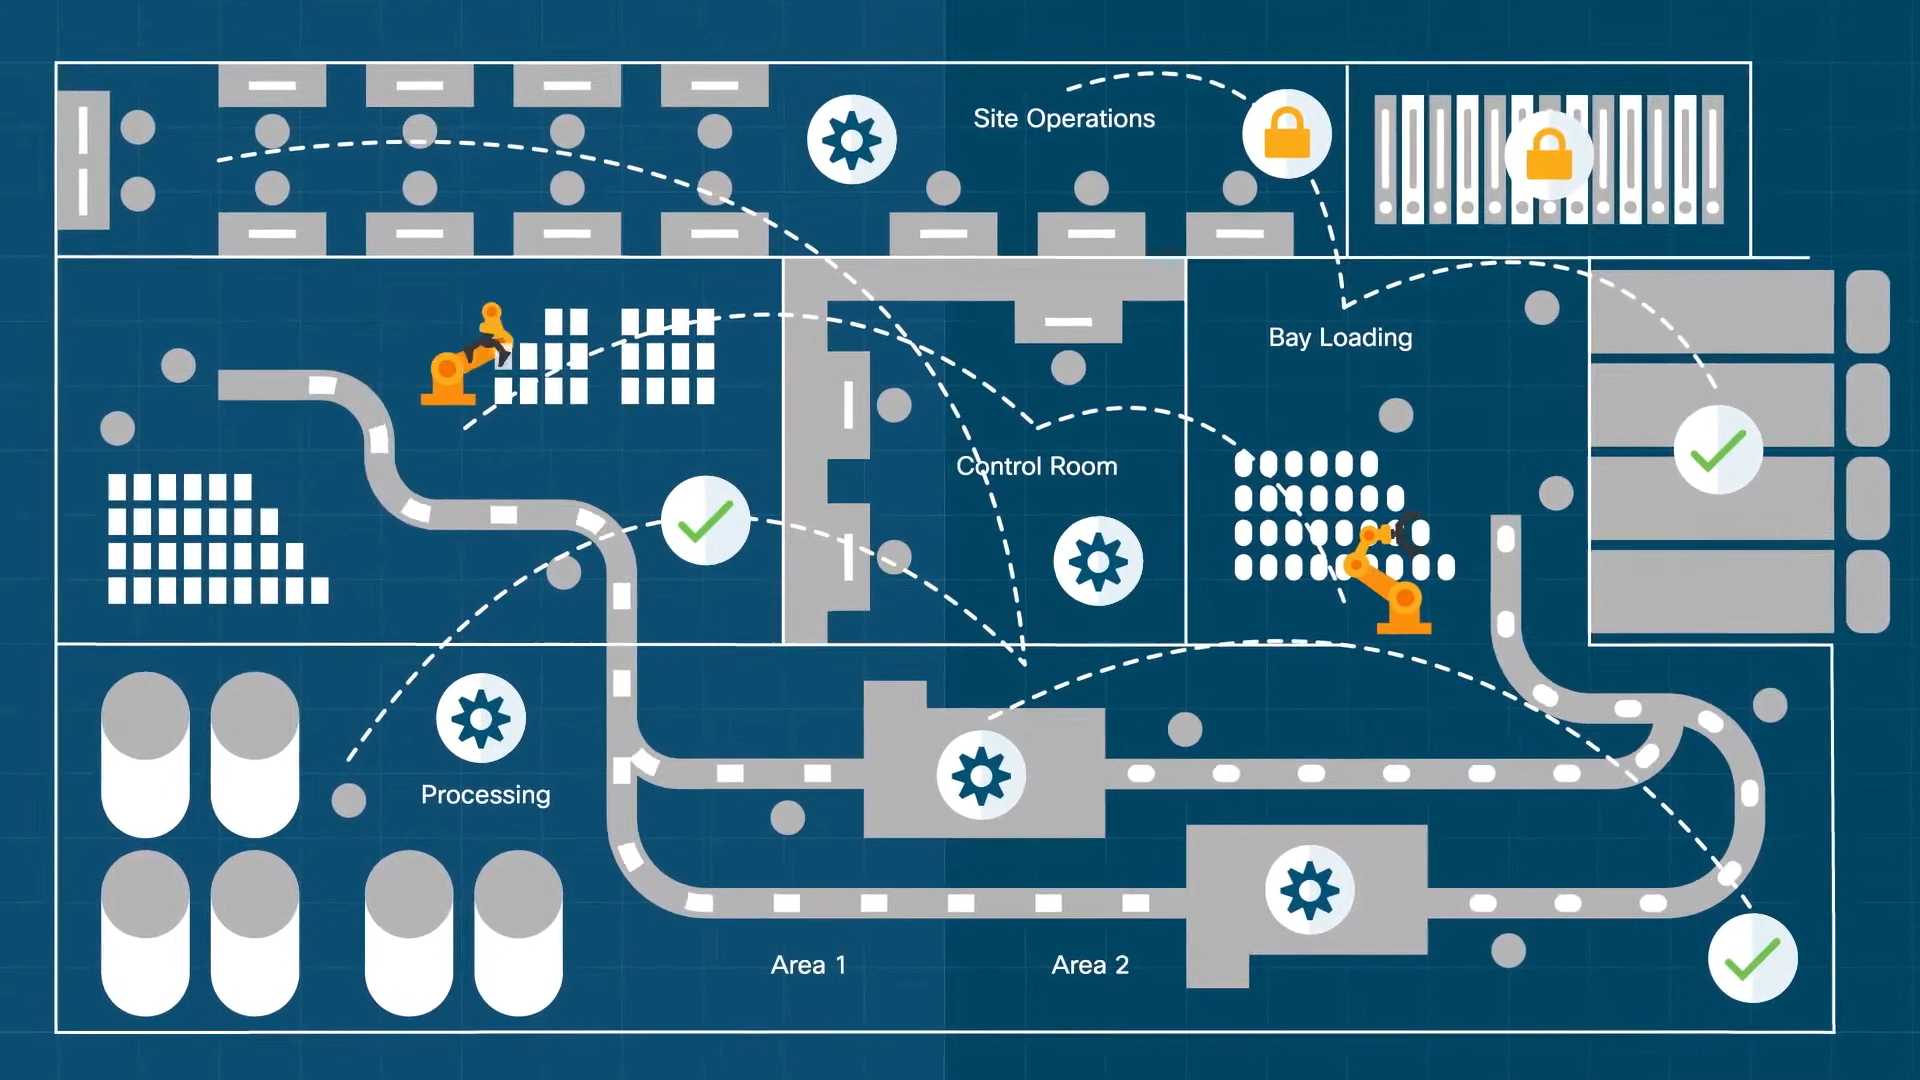 Site Operations
Bay Loading
Control Room
Processing
Area 1
Area 2